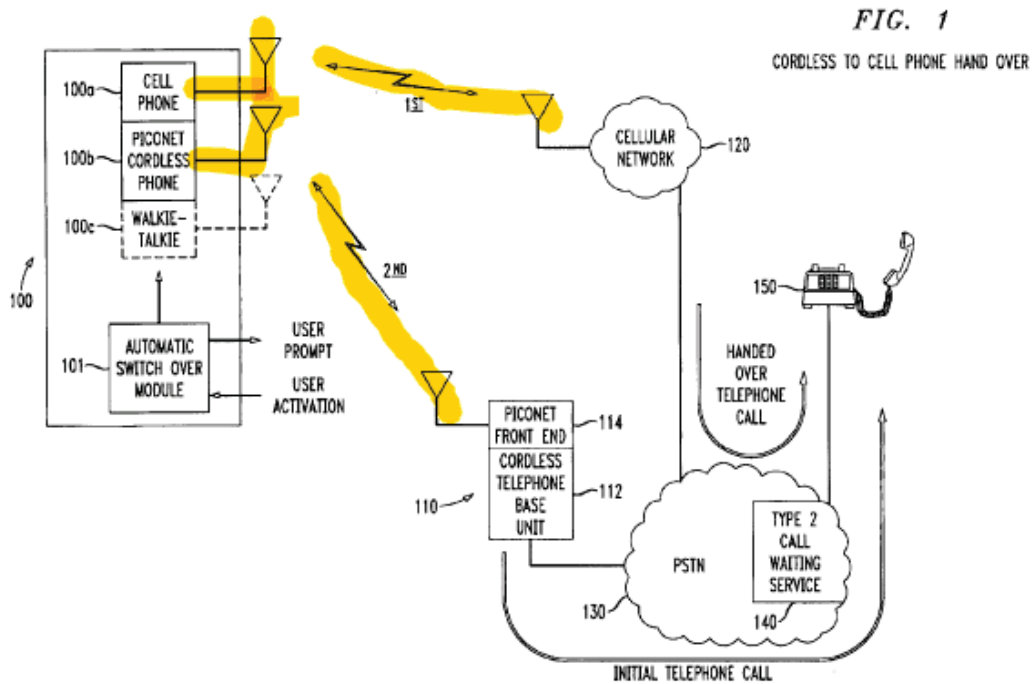 FIG. 1
CORDLESS TO CELL PHONE HAND OVER
100a
CELL
PHONE
100b
PICONET
CORDLESS
PHONE
100c
WALKIE-
TALKIE
100
101
AUTOMATIC
SWITCH OVER
MODULE
USER
PROMPT
USER
ACTIVATION
1ST
2ND
CELLULAR
NETWORK
120
150
HANDED
OVER
TELEPHONE
CALL
PICONET
FRONT END
114
CORDLESS
TELEPHONE
BASE
UNIT
112
110
PSTN
130
TYPE 2
CALL
WAITING
SERVICE
140
INITIAL TELEPHONE CALL